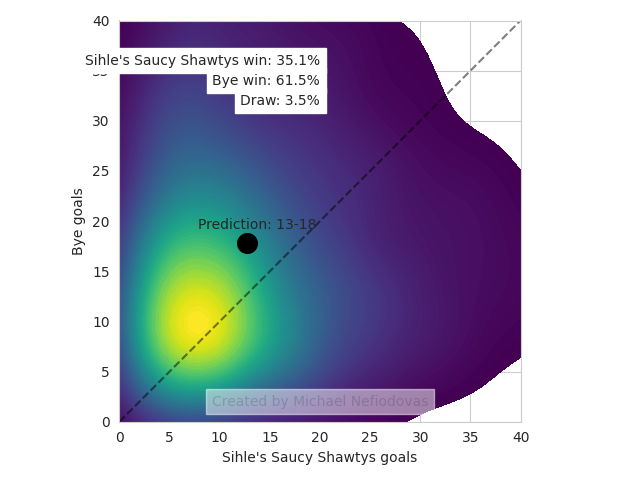 40
Sihle's Saucy Shawtys win: 35.1%
Bye win: 61.5%
Draw: 3.5%
30
25
20
15
10
5
0
Bye goals
Prediction: 13-18
Created by Michael Nefiodovas
0 5 10 15 20 25 30 35 40
Sihle's Saucy Shawtys goals